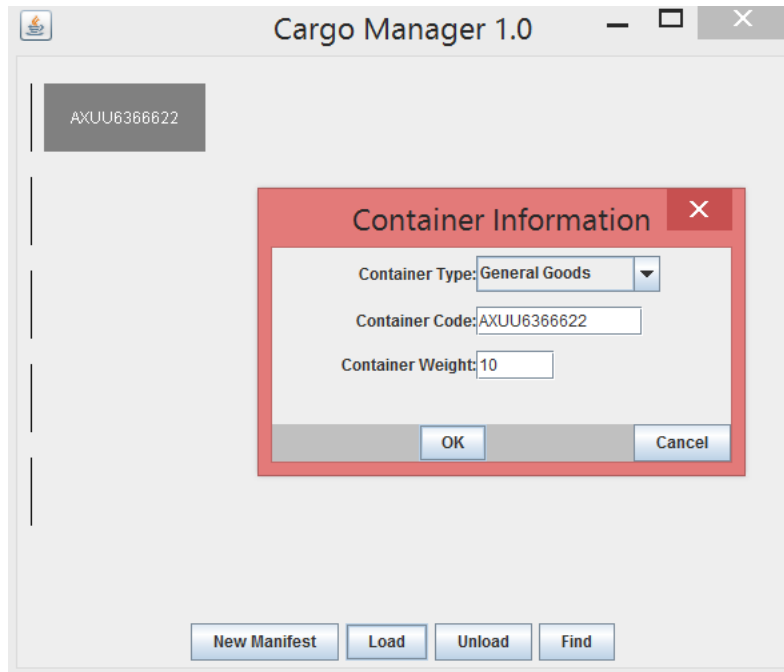 Cargo Manager 1.0
AXUU6366622
Container Information
Container Type: General Goods
Container Code: AXUU6366622
Container Weight: 10
OK Cancel
New Manifest Load Unload Find